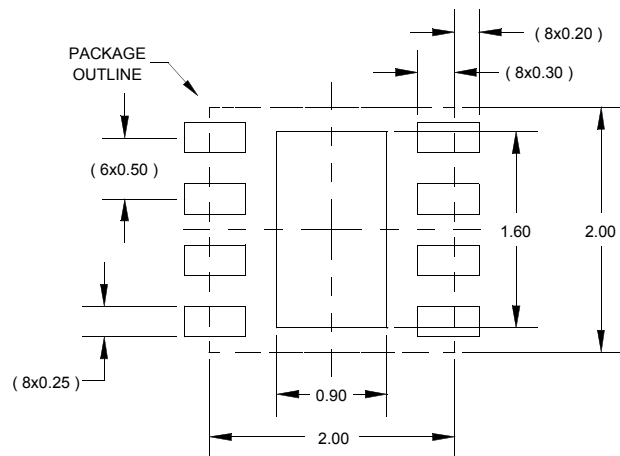 ( 8x0.20 )
PACKAGE
OUTLINE
( 8x0.30 )
( 6x0.50 )
1.60
2.00
( 8x0.25 )
0.90
2.00